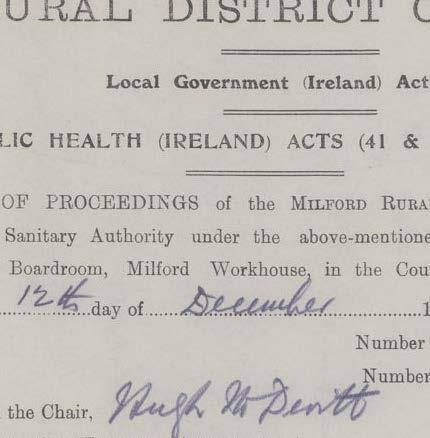 URAL DISTRICT C
Local Government (Ireland) Act
LIC HEALTH (IRELAND) ACTS (41 &
OF PROCEEDINGS of the MILFORD RURA
Sanitary Authority under the above-mentione
Boardroom, Milford Workhouse, in the Cou
12th day of December 1
Number
Number
the Chair, Hugh McDevitt